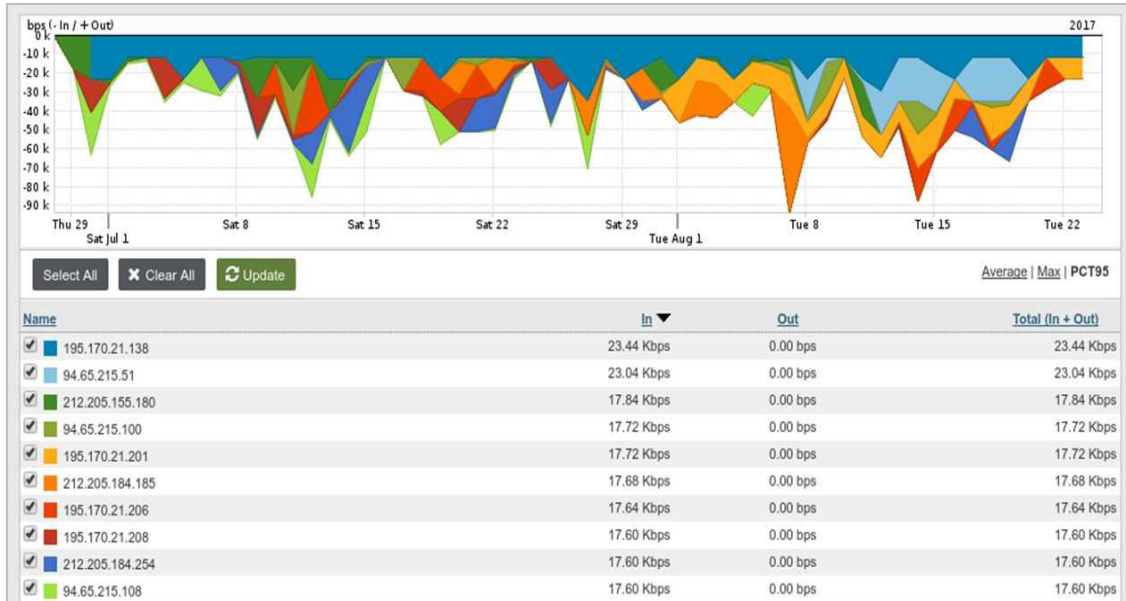 bps (- In / + Out) 2017
0 k
-10 k
-20 k
-30 k
-40 k
-50 k
-60 k
-70 k
-80 k
-90 k
Thu 29 Sat 8 Sat 15 Sat 22 Sat 29 Tue 8 Tue 15 Tue 22
Sat Jul 1 Tue Aug 1
Select All Clear All Update Average | Max | PCT95
Name In Out Total (In + Out)
195.170.21.138 23.44 Kbps 0.00 bps 23.44 Kbps
94.65.215.51 23.04 Kbps 0.00 bps 23.04 Kbps
212.205.155.180 17.84 Kbps 0.00 bps 17.84 Kbps
94.65.215.100 17.72 Kbps 0.00 bps 17.72 Kbps
195.170.21.201 17.72 Kbps 0.00 bps 17.72 Kbps
212.205.184.185 17.68 Kbps 0.00 bps 17.68 Kbps
195.170.21.206 17.64 Kbps 0.00 bps 17.64 Kbps
195.170.21.208 17.60 Kbps 0.00 bps 17.60 Kbps
212.205.184.254 17.60 Kbps 0.00 bps 17.60 Kbps
94.65.215.108 17.60 Kbps 0.00 bps 17.60 Kbps